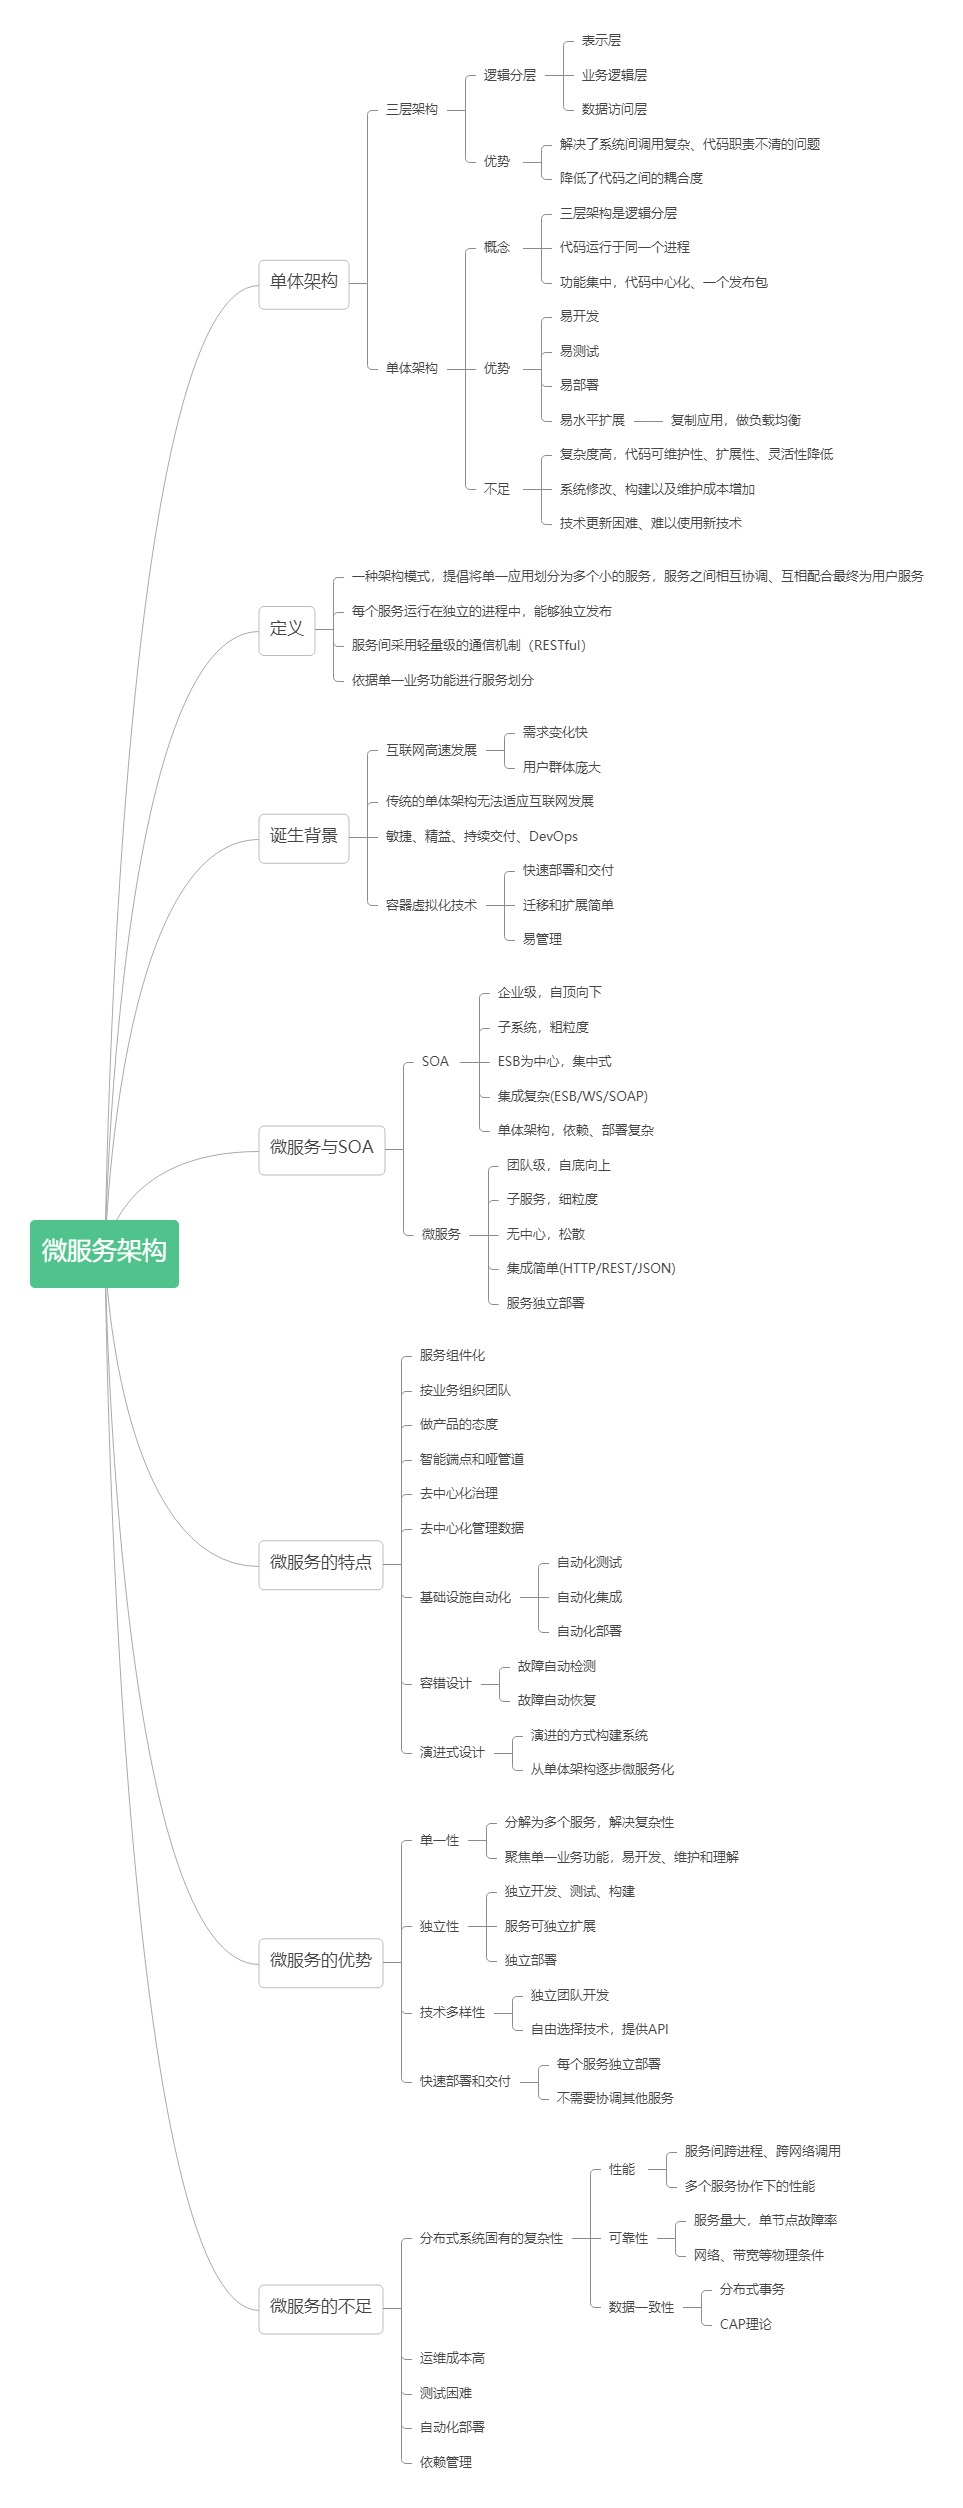 微服务架构
单体架构
三层架构
逻辑分层
表示层
业务逻辑层
数据访问层
优势
解决了系统间调用复杂、代码职责不清的问题
降低了代码之间的耦合度
单体架构
概念
三层架构是逻辑分层
代码运行于同一个进程
功能集中，代码中心化、一个发布包
优势
易开发
易测试
易部署
易水平扩展
复制应用，做负载均衡
不足
复杂度高，代码可维护性、扩展性、灵活性降低
系统修改、构建以及维护成本增加
技术更新困难、难以使用新技术
定义
一种架构模式，提倡将单一应用划分为多个小的服务，服务之间相互协调、互相配合最终为用户服务
每个服务运行在独立的进程中，能够独立发布
服务间采用轻量级的通信机制（RESTful）
依据单一业务功能进行服务划分
诞生背景
互联网高速发展
需求变化快
用户群体庞大
传统的单体架构无法适应互联网发展
敏捷、精益、持续交付、DevOps
容器虚拟化技术
快速部署和交付
迁移和扩展简单
易管理
微服务与SOA
SOA
企业级，自顶向下
子系统，粗粒度
ESB为中心，集中式
集成复杂(ESB/WS/SOAP)
单体架构，依赖、部署复杂
微服务
团队级，自底向上
子服务，细粒度
无中心，松散
集成简单(HTTP/REST/JSON)
服务独立部署
微服务的特点
服务组件化
按业务组织团队
做产品的态度
智能端点和哑管道
去中心化治理
去中心化管理数据
基础设施自动化
自动化测试
自动化集成
自动化部署
容错设计
故障自动检测
故障自动恢复
演进式设计
演进的方式构建系统
从单体架构逐步微服务化
微服务的优势
单一性
分解为多个服务，解决复杂性
聚焦单一业务功能，易开发、维护和理解
独立性
独立开发、测试、构建
服务可独立扩展
独立部署
技术多样性
独立团队开发
自由选择技术，提供API
快速部署和交付
每个服务独立部署
不需要协调其他服务
微服务的不足
分布式系统固有的复杂性
性能
服务间跨进程、跨网络调用
多个服务协作下的性能
可靠性
服务量大，单节点故障率
网络、带宽等物理条件
数据一致性
分布式事务
CAP理论
运维成本高
测试困难
自动化部署
依赖管理